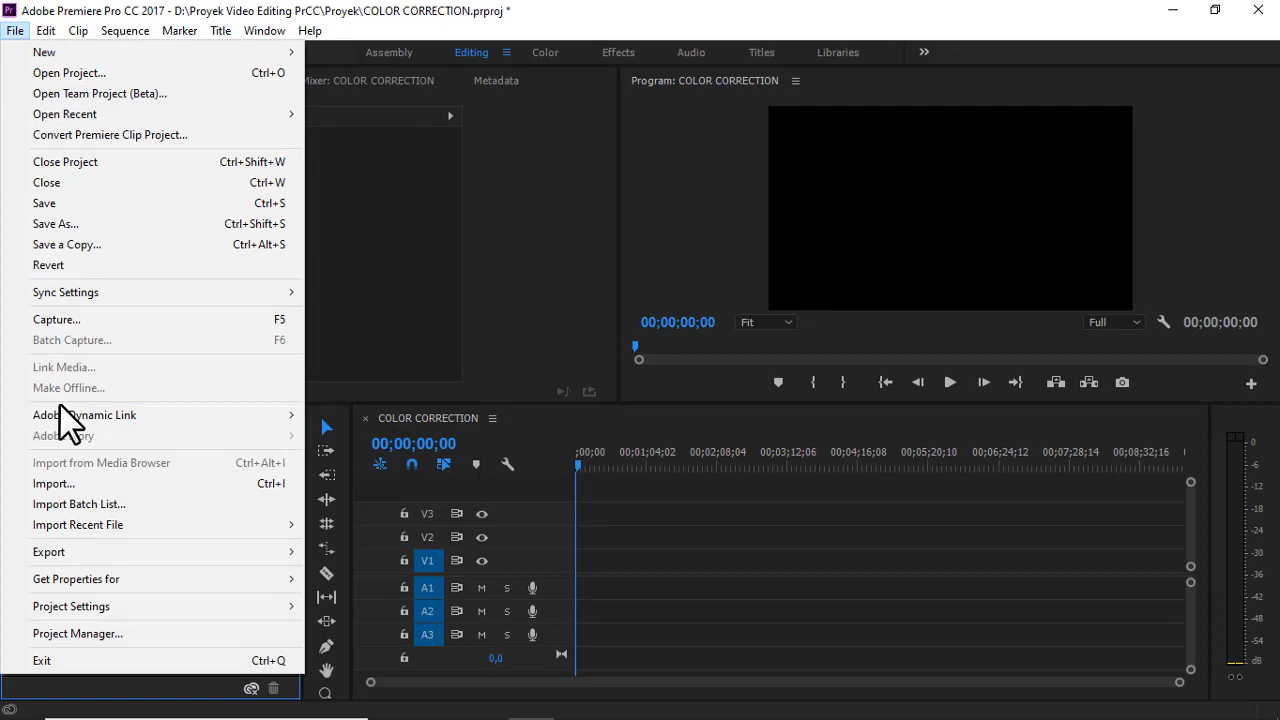 Adobe Premiere Pro CC 2017 - D:\Proyek Video Editing PrCC\Proyek\COLOR CORRECTION.prproj *
File Edit Clip Sequence Marker Title Window Help
Assembly Editing Color Effects Audio Titles Libraries
New
Open Project... Ctrl+O
Open Team Project (Beta)...
Open Recent
Convert Premiere Clip Project...
Close Project Ctrl+Shift+W
Close Ctrl+W
Save Ctrl+S
Save As... Ctrl+Shift+S
Save a Copy... Ctrl+Alt+S
Revert
Sync Settings
Capture... F5
Batch Capture... F6
Link Media...
Make Offline...
Adobe Dynamic Link
Import from Media Browser Ctrl+Alt+I
Import... Ctrl+I
Import Batch List...
Import Recent File
Export
Get Properties for
Project Settings
Project Manager...
Exit Ctrl+Q
Mixer: COLOR CORRECTION Metadata
Program: COLOR CORRECTION
00;00;00;00 Fit Full 00;00;00;00
COLOR CORRECTION
00;00;00;00
;00;00 00;01;04;02 00;02;08;04 00;03;12;06 00;04;16;08 00;05;20;10 00;06;24;12 00;07;28;14 00;08;32;16
V3
V2
V1
A1 M S
A2 M S
A3 M S
0,0
0
-6
-12
-18
-24
-30
-36
-42
-48
-54
dB